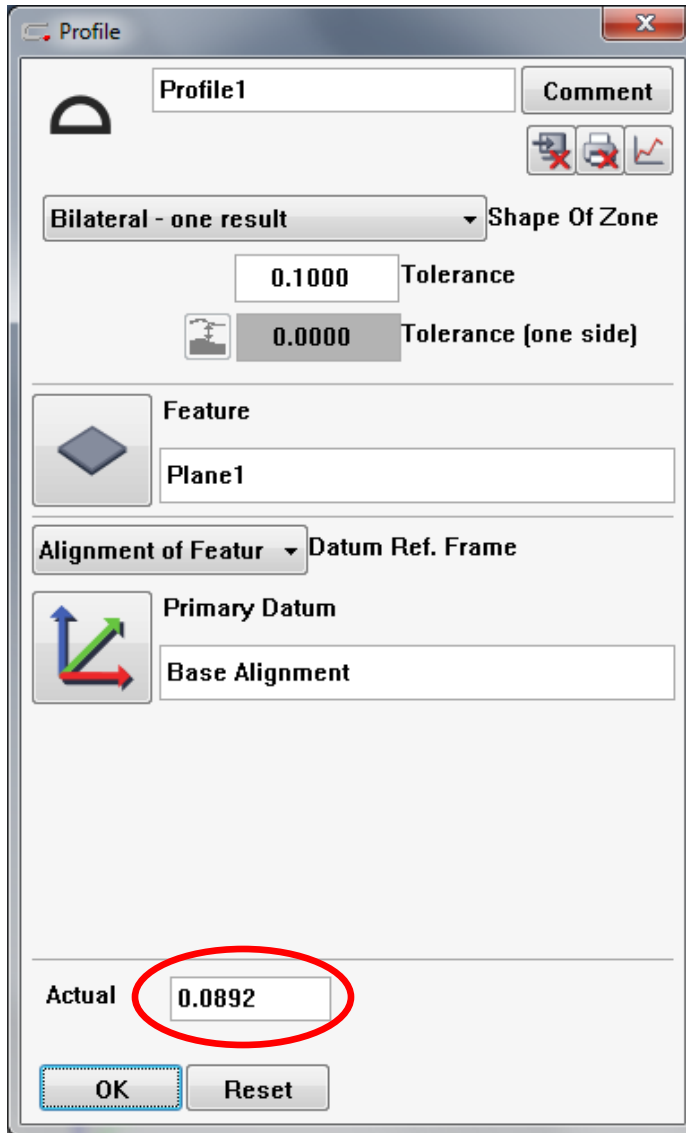 Profile
Profile1
Comment
Bilateral - one result
Shape Of Zone
0.1000
Tolerance
0.0000
Tolerance (one side)
Feature
Plane1
Alignment of Featur
Datum Ref. Frame
Primary Datum
Base Alignment
Actual
0.0892
OK
Reset